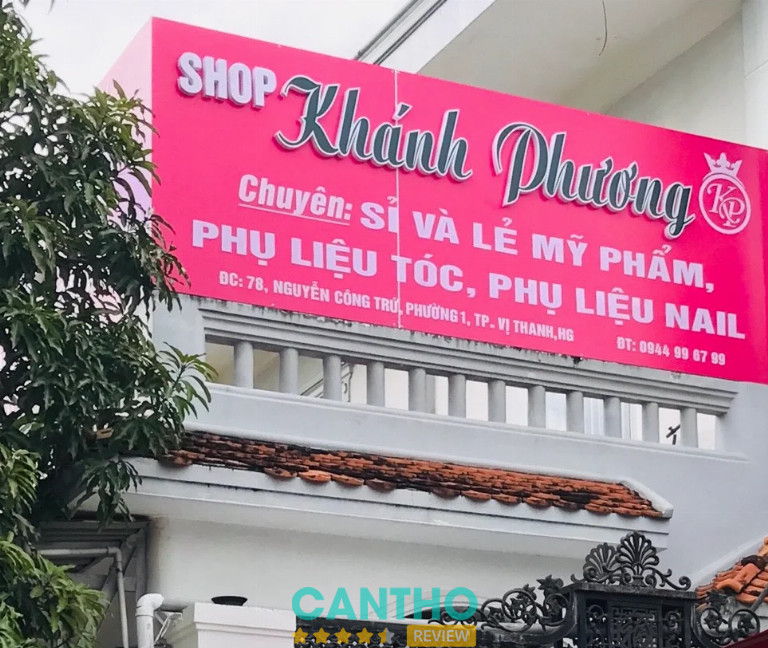 SHOP Khánh Phương
KP
Chuyên: SỈ VÀ LẺ MỸ PHẨM,
PHỤ LIỆU TÓC, PHỤ LIỆU NAIL
ĐC: 78, NGUYỄN CÔNG TRỨ, PHƯỜNG 1, TP. VỊ THANH,HG
ĐT: 0944 99 67 99
CANTHO
REVIEW